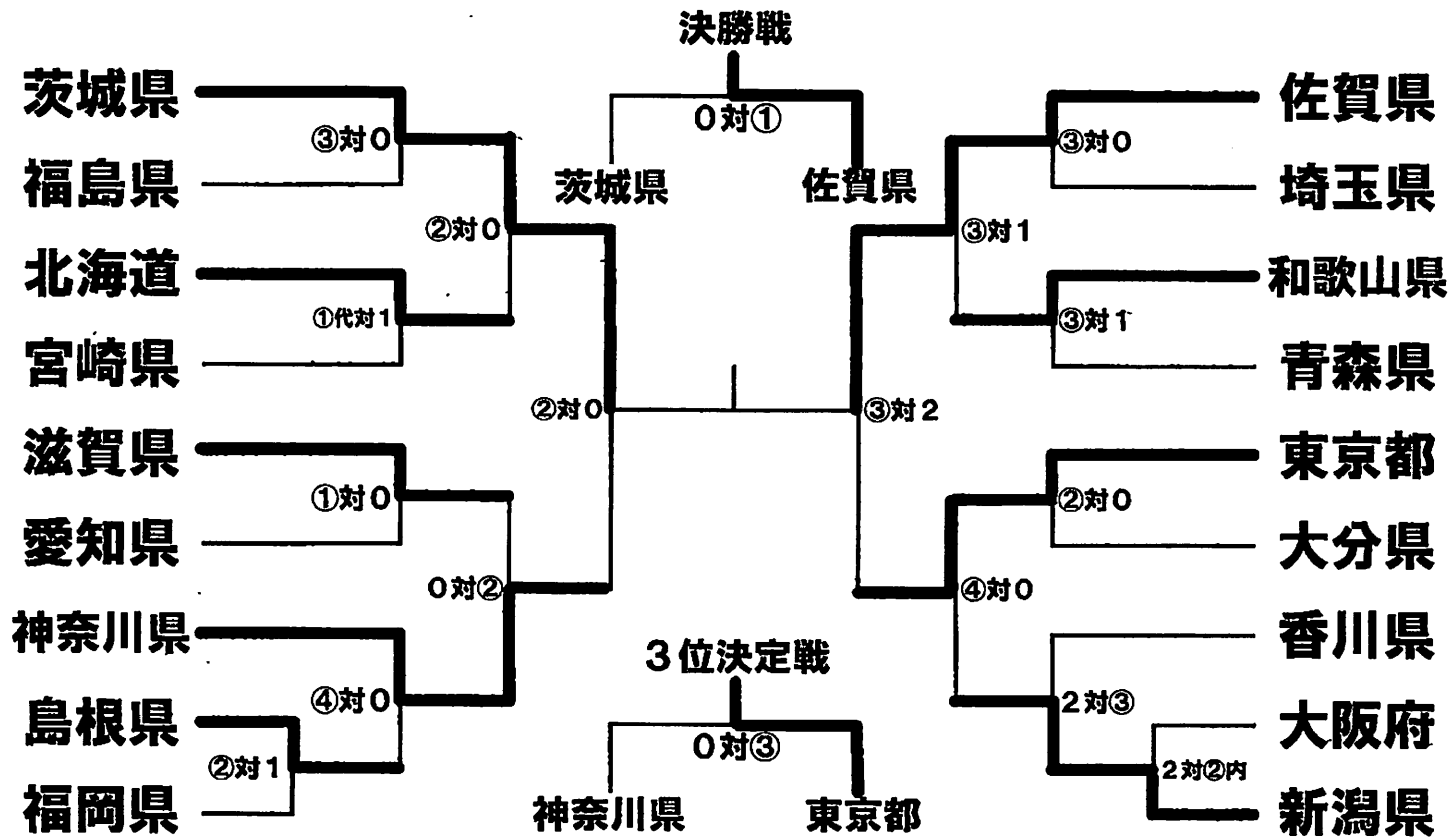 決勝戦
0対①
茨城県
佐賀県
茨城県
③対0
福島県
②対0
北海道
①代対1
宮崎県
②対0
滋賀県
①対0
愛知県
0対②
神奈川県
④対0
島根県
②対1
福岡県
佐賀県
③対0
埼玉県
③対1
和歌山県
③対1
青森県
③対2
東京都
②対0
大分県
④対0
香川県
2対③
大阪府
2対②内
新潟県
3位決定戦
0対③
神奈川県
東京都